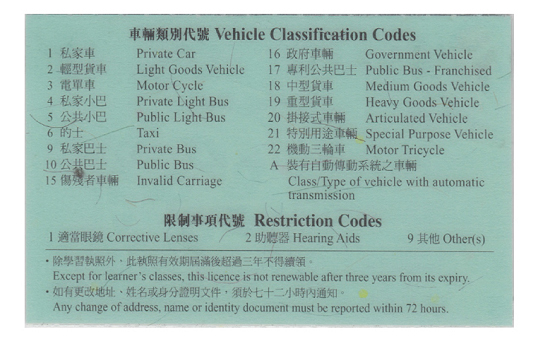 車輛類別代號 Vehicle Classification Codes
1 私家車 Private Car
2 輕型貨車 Light Goods Vehicle
3 電單車 Motor Cycle
4 私家小巴 Private Light Bus
5 公共小巴 Public Light Bus
6 的士 Taxi
9 私家巴士 Private Bus
10 公共巴士 Public Bus
15 傷殘者車輛 Invalid Carriage
16 政府車輛 Government Vehicle
17 專利公共巴士 Public Bus - Franchised
18 中型貨車 Medium Goods Vehicle
19 重型貨車 Heavy Goods Vehicle
20 掛接式車輛 Articulated Vehicle
21 特別用途車輛 Special Purpose Vehicle
22 機動三輪車 Motor Tricycle
A 裝有自動傳動系統之車輛
Class/Type of vehicle with automatic
transmission
限制事項代號 Restriction Codes
1 適當眼鏡 Corrective Lenses 2 助聽器 Hearing Aids 9 其他 Other(s)
・除學習執照外，此執照有效期屆滿後超過三年不得續領。
Except for learner's classes, this licence is not renewable after three years from its expiry.
・如有更改地址、姓名或身分證明文件，須於七十二小時內通知。
Any change of address, name or identity document must be reported within 72 hours.